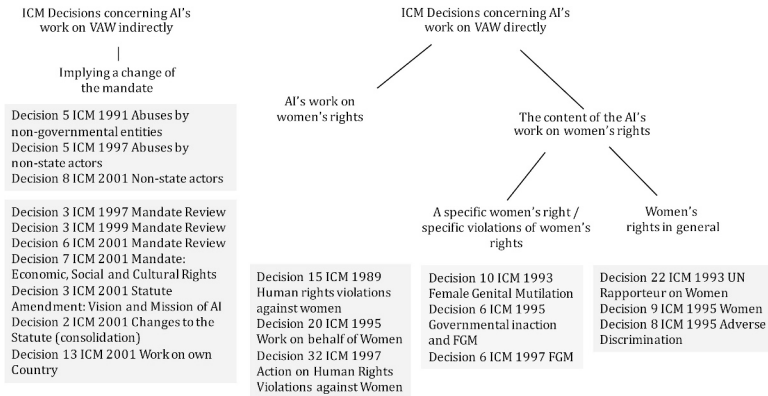 ICM Decisions concerning AI's
work on VAW indirectly
Implying a change of
the mandate
Decision 5 ICM 1991 Abuses by
non-governmental entities
Decision 5 ICM 1997 Abuses by
non-state actors
Decision 8 ICM 2001 Non-state actors
Decision 3 ICM 1997 Mandate Review
Decision 3 ICM 1999 Mandate Review
Decision 6 ICM 2001 Mandate Review
Decision 7 ICM 2001 Mandate:
Economic, Social and Cultural Rights
Decision 3 ICM 2001 Statute
Amendment: Vision and Mission of AI
Decision 2 ICM 2001 Changes to the
Statute (consolidation)
Decision 13 ICM 2001 Work on own
Country
ICM Decisions concerning AI's
work on VAW directly
AI's work on
women's rights
Decision 15 ICM 1989
Human rights violations
against women
Decision 20 ICM 1995
Work on behalf of Women
Decision 32 ICM 1997
Action on Human Rights
Violations against Women
The content of the AI's
work on women's rights
A specific women's right /
specific violations of women's
rights
Decision 10 ICM 1993
Female Genital Mutilation
Decision 6 ICM 1995
Governmental inaction
and FGM
Decision 6 ICM 1997 FGM
Women's
rights in general
Decision 22 ICM 1993 UN
Rapporteur on Women
Decision 9 ICM 1995 Women
Decision 8 ICM 1995 Adverse
Discrimination